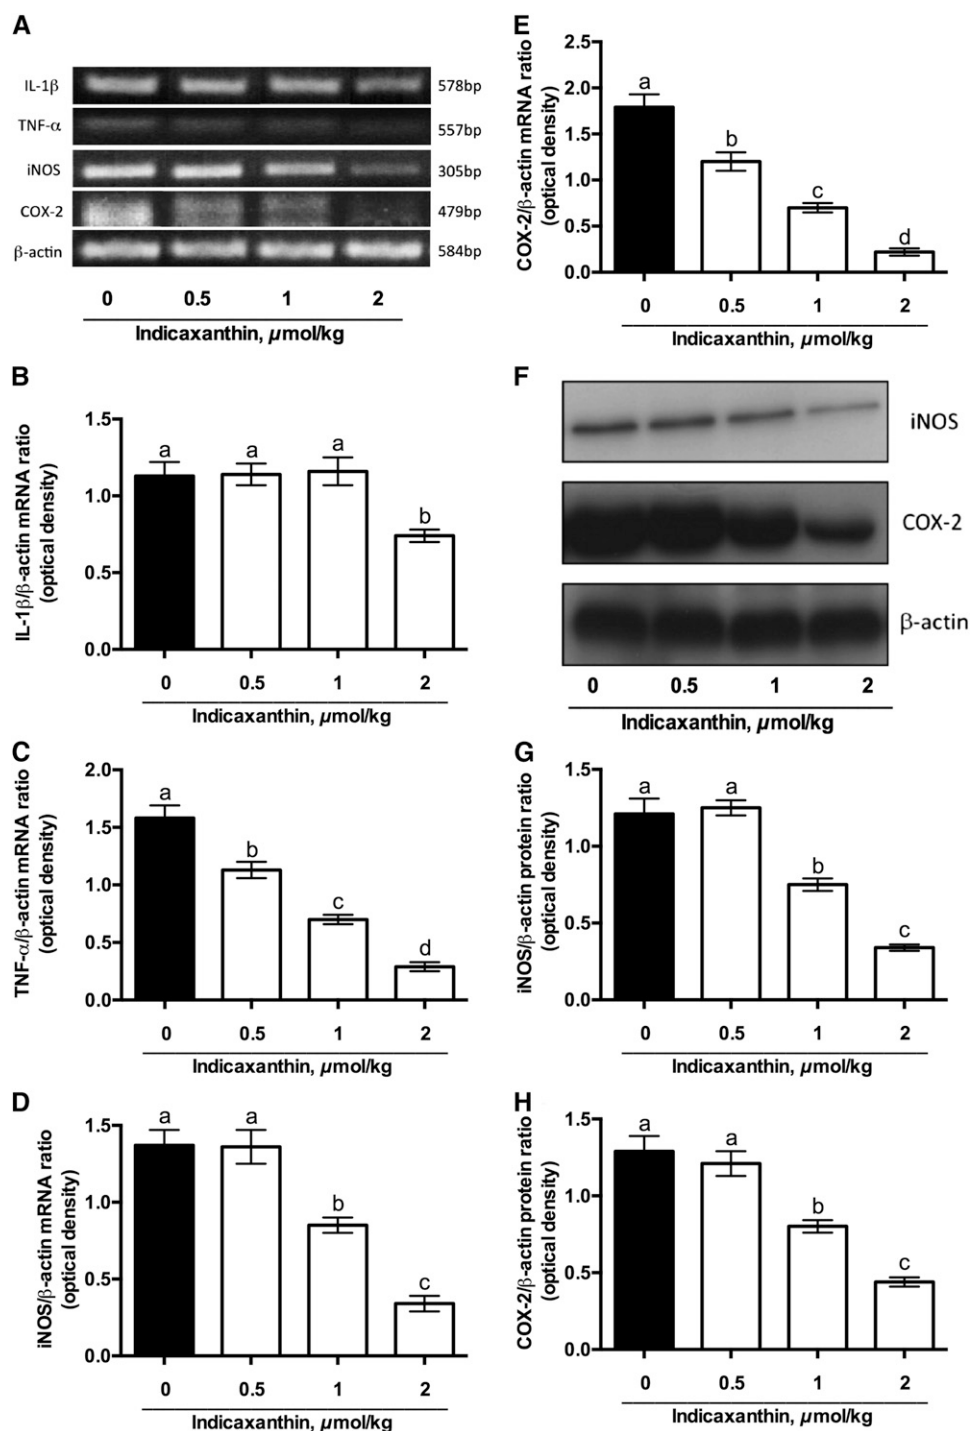 A
IL-1β 578bp
TNF-α 557bp
iNOS 305bp
COX-2 479bp
β-actin 584bp
0 0.5 1 2
Indicaxanthin, µmol/kg
B
IL-1β/β-actin mRNA ratio
(optical density)
1.5
1.0
0.5
0.0
a a a b
0 0.5 1 2
Indicaxanthin, µmol/kg
C
TNF-α/β-actin mRNA ratio
(optical density)
2.0
1.5
1.0
0.5
0.0
a b c d
0 0.5 1 2
Indicaxanthin, µmol/kg
D
iNOS/β-actin mRNA ratio
(optical density)
1.5
1.0
0.5
0.0
a a b c
0 0.5 1 2
Indicaxanthin, µmol/kg
E
COX-2/β-actin mRNA ratio
(optical density)
2.5
2.0
1.5
1.0
0.5
0.0
a b c d
0 0.5 1 2
Indicaxanthin, µmol/kg
F
iNOS
COX-2
β-actin
0 0.5 1 2
Indicaxanthin, µmol/kg
G
iNOS/β-actin protein ratio
(optical density)
1.5
1.0
0.5
0.0
a a b c
0 0.5 1 2
Indicaxanthin, µmol/kg
H
COX-2/β-actin protein ratio
(optical density)
1.5
1.0
0.5
0.0
a a b c
0 0.5 1 2
Indicaxanthin, µmol/kg